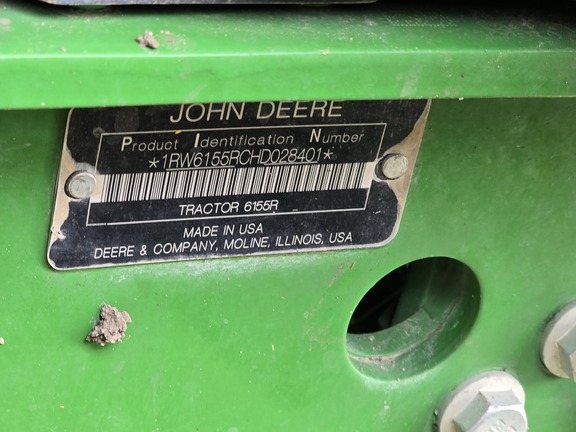 JOHN DEERE
Product Identification Number
*1RW6155RCHD028401*
TRACTOR 6155R
MADE IN USA
DEERE & COMPANY, MOLINE, ILLINOIS, USA